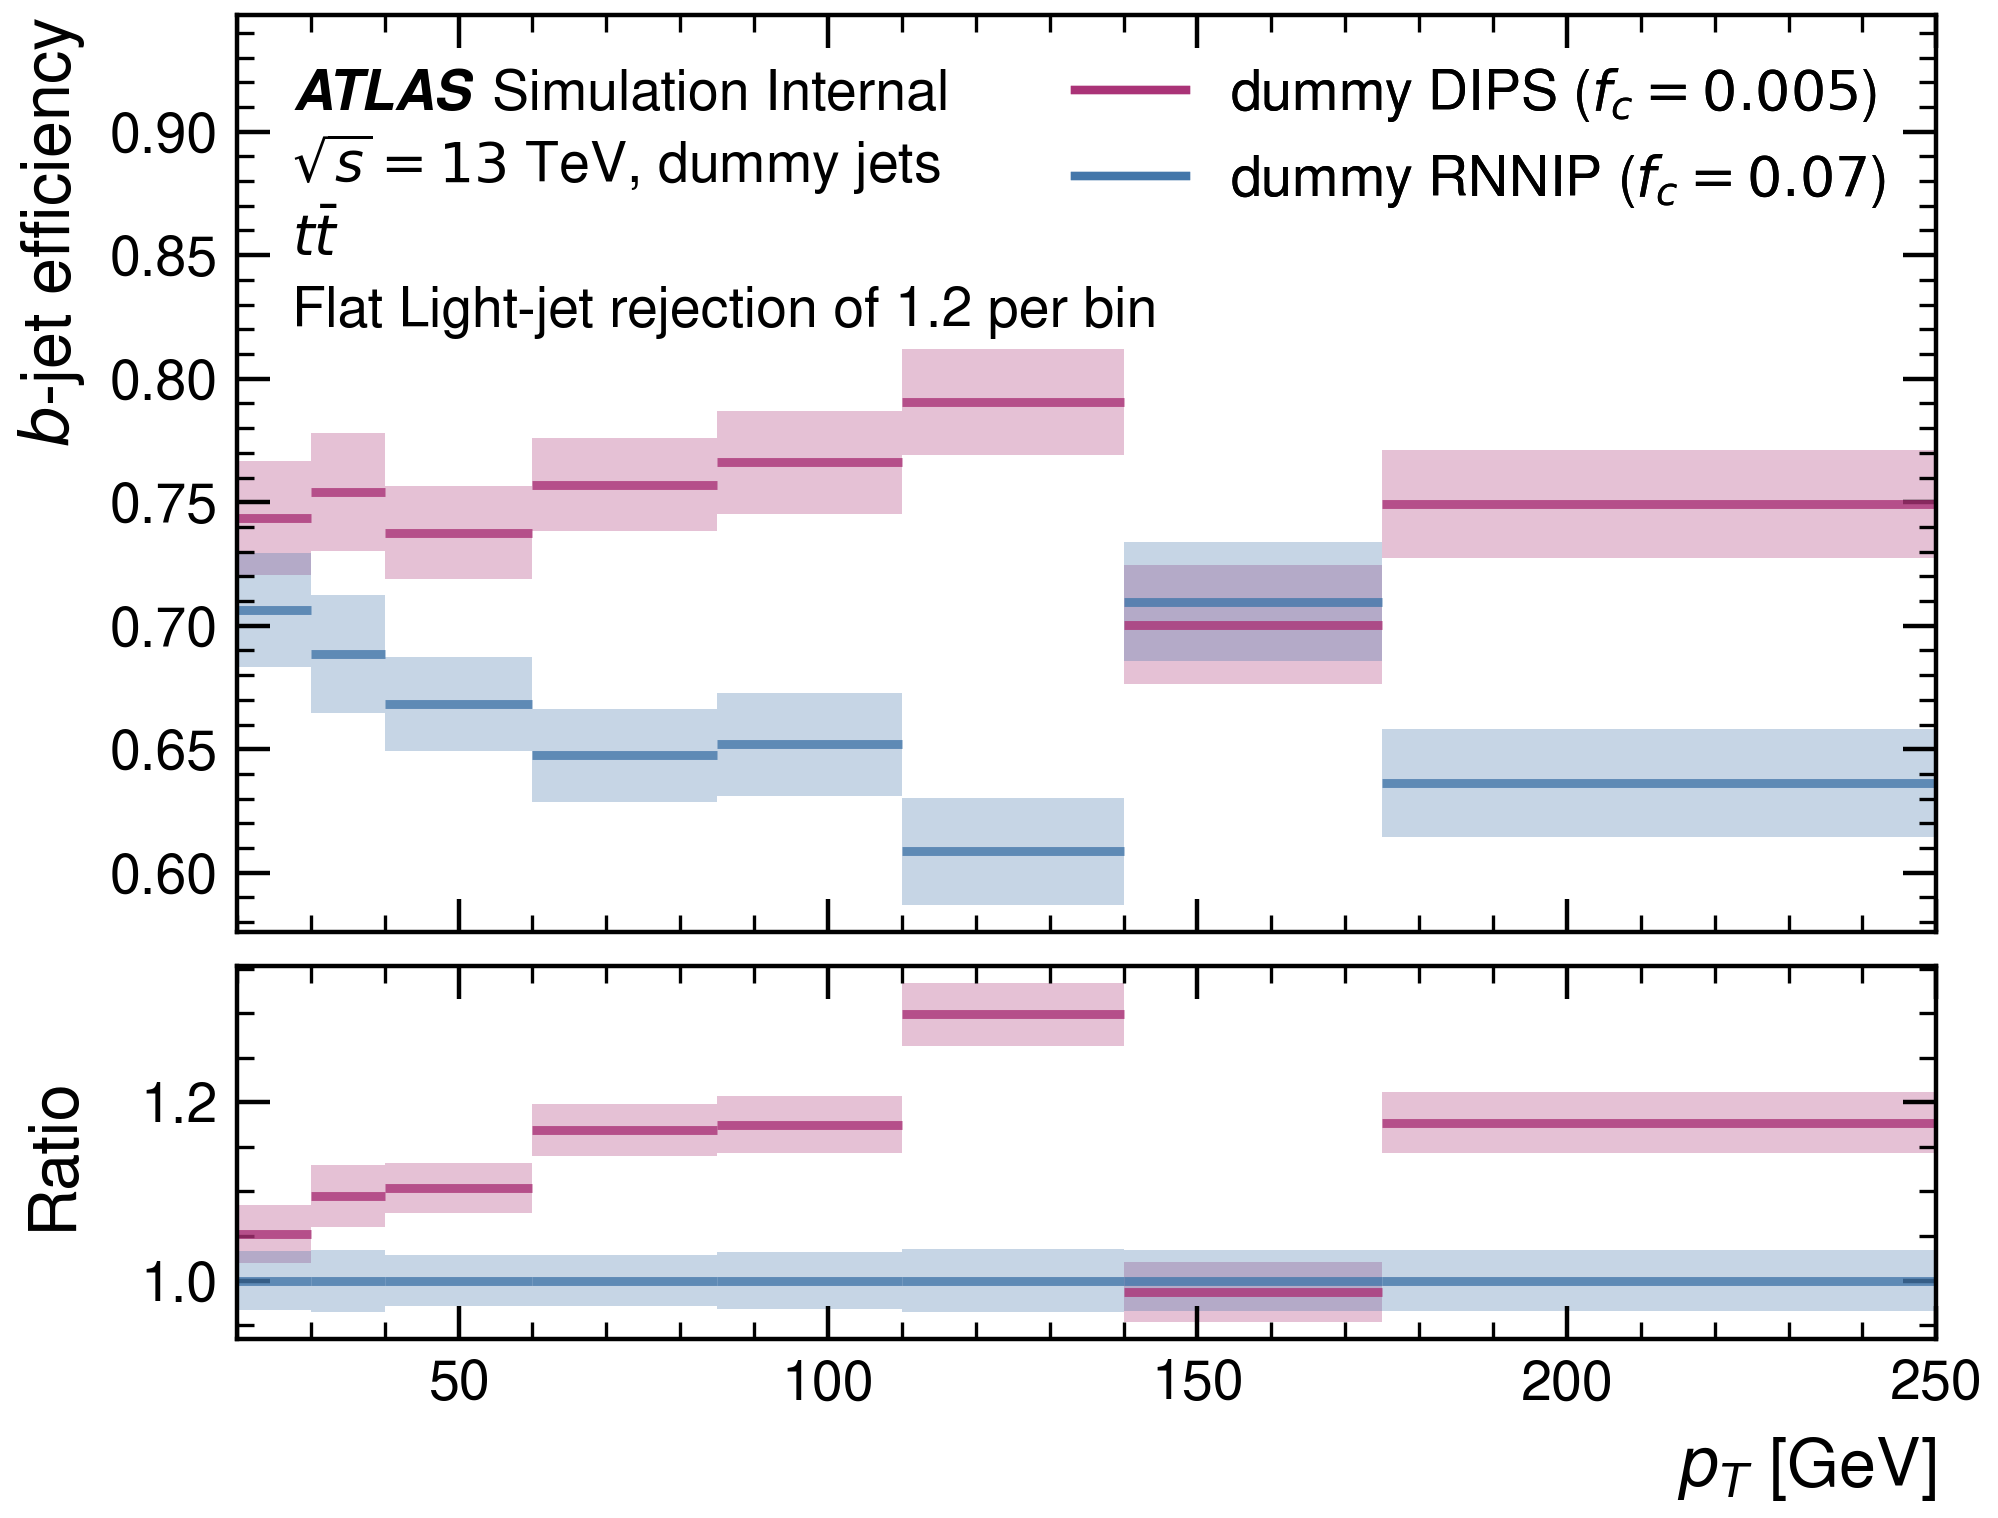 b-jet efficiency
ATLAS Simulation Internal
√s = 13 TeV, dummy jets
tt̄
Flat Light-jet rejection of 1.2 per bin
dummy DIPS (f_c = 0.005)
dummy RNNIP (f_c = 0.07)
0.90
0.85
0.80
0.75
0.70
0.65
0.60
Ratio
1.2
1.0
50 100 150 200 250
p_T [GeV]